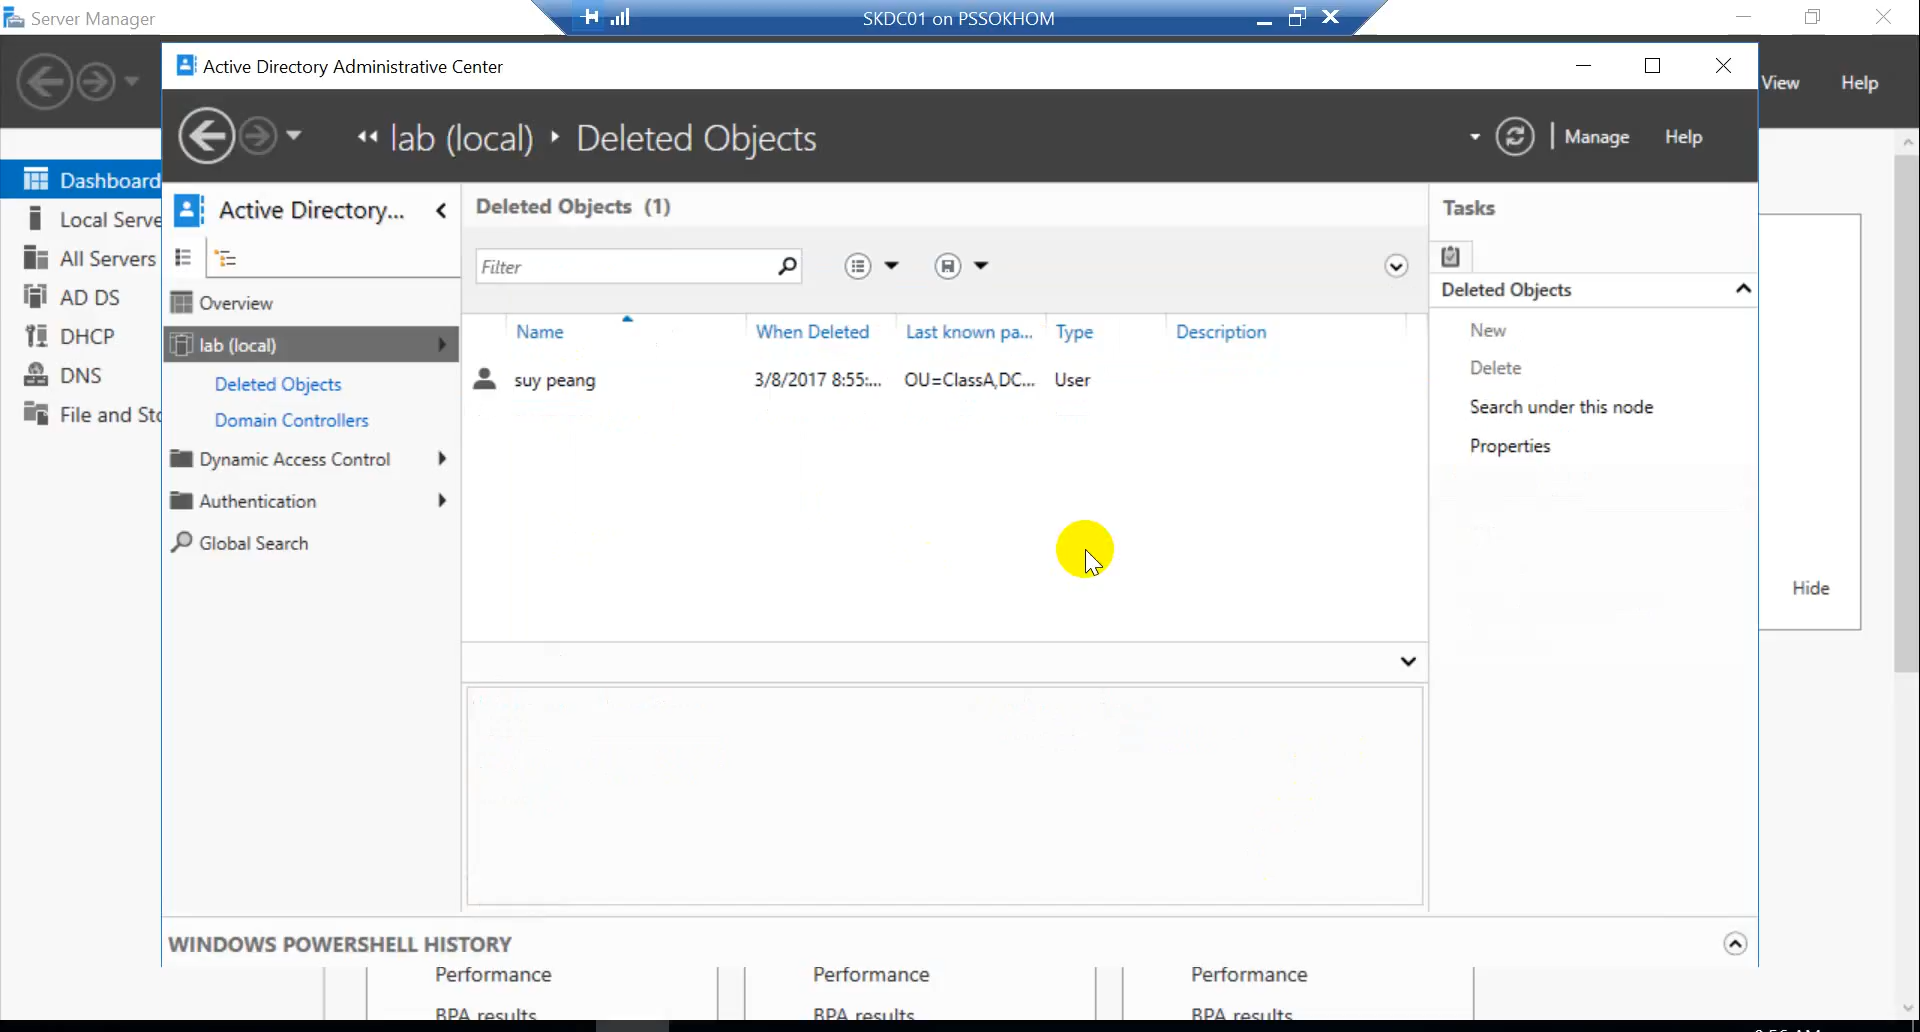 Server Manager
SKDC01 on PSSOKHOM
Active Directory Administrative Center
View
Help
lab (local)
Deleted Objects
Manage
Help
Dashboard
Local Serve
All Servers
AD DS
DHCP
DNS
File and Sto
Active Directory...
Overview
lab (local)
Deleted Objects
Domain Controllers
Dynamic Access Control
Authentication
Global Search
Deleted Objects (1)
Filter
Name When Deleted Last known pa... Type Description
suy peang 3/8/2017 8:55:... OU=ClassA,DC... User
Tasks
Deleted Objects
New
Delete
Search under this node
Properties
Hide
WINDOWS POWERSHELL HISTORY
Performance Performance Performance
BPA results BPA results BPA results